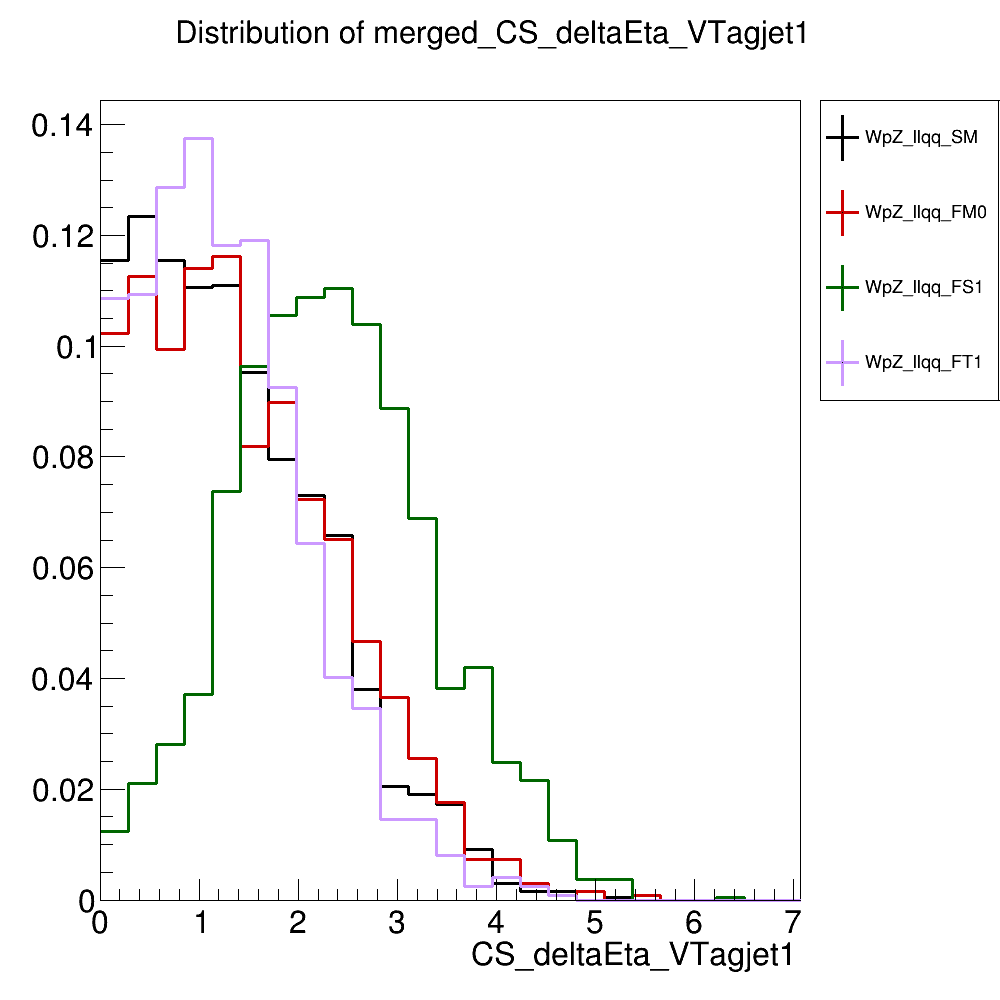 Distribution of merged_CS_deltaEta_VTagjet1
0.14
0.12
0.1
0.08
0.06
0.04
0.02
0
0 1 2 3 4 5 6 7
CS_deltaEta_VTagjet1
WpZ_llqq_SM
WpZ_llqq_FM0
WpZ_llqq_FS1
WpZ_llqq_FT1